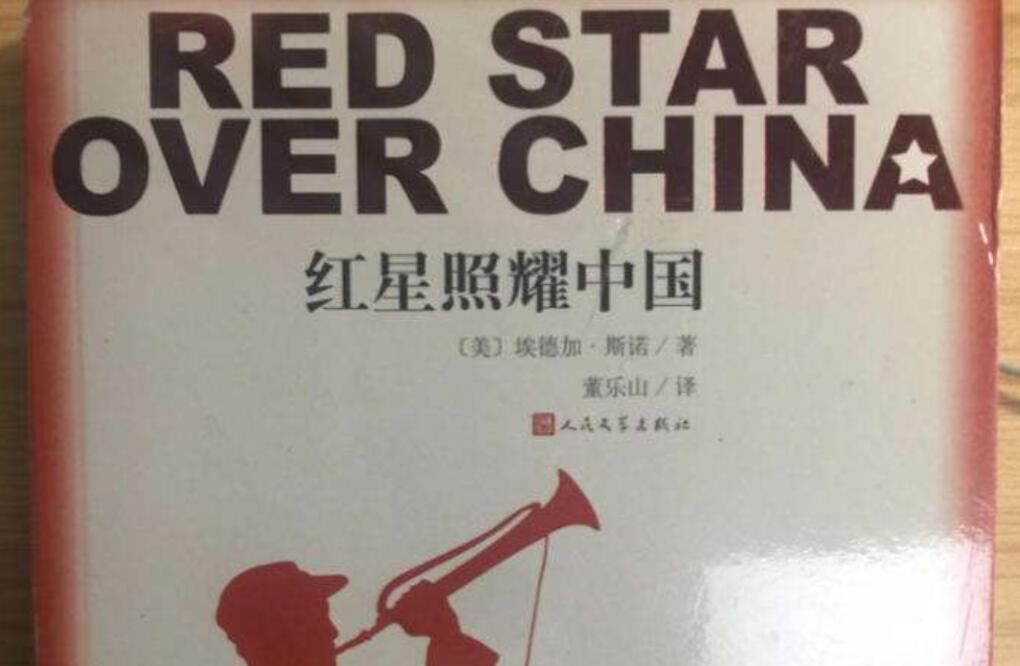 RED STAR
OVER CHINA
红星照耀中国
〔美〕埃德加·斯诺/著
董乐山/译
人民文学出版社